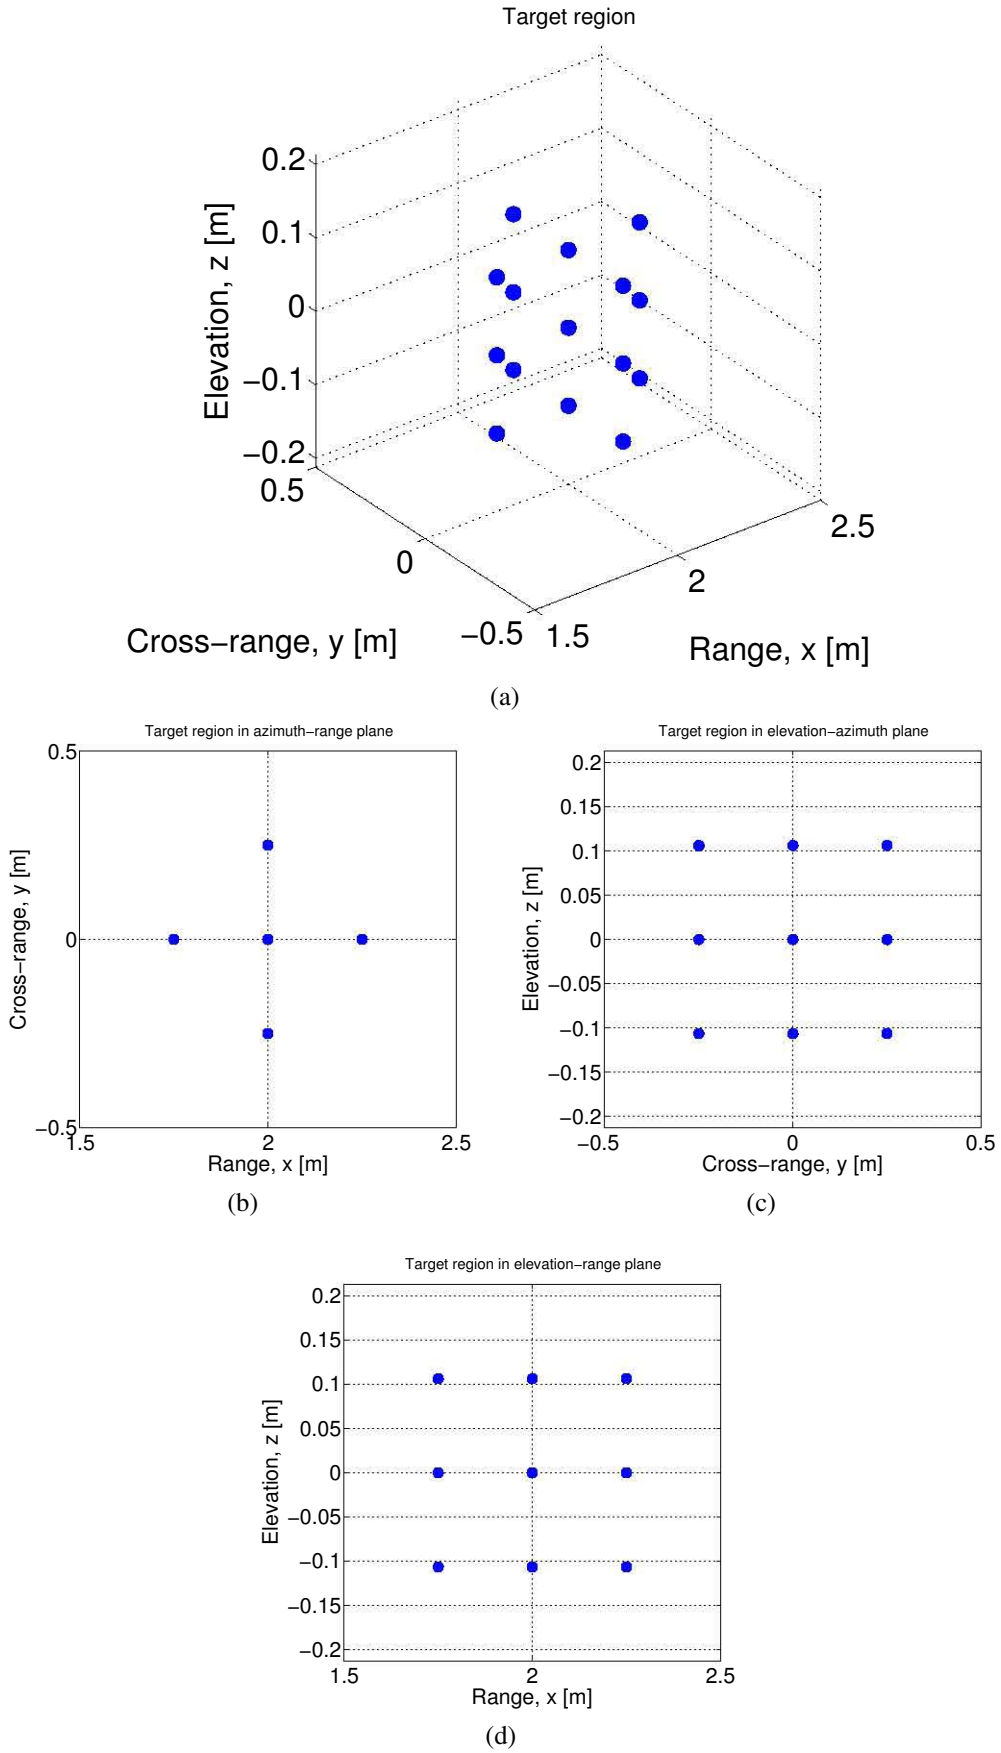 Target region
0.2
0.1
0
−0.1
−0.2
Elevation, z [m]
0.5
0
−0.5
Cross−range, y [m]
1.5
2
2.5
Range, x [m]
(a)
Target region in azimuth−range plane
0.5
0
−0.5
Cross−range, y [m]
1.5
2
2.5
Range, x [m]
(b)
Target region in elevation−azimuth plane
0.2
0.15
0.1
0.05
0
−0.05
−0.1
−0.15
−0.2
Elevation, z [m]
−0.5
0
0.5
Cross−range, y [m]
(c)
Target region in elevation−range plane
0.2
0.15
0.1
0.05
0
−0.05
−0.1
−0.15
−0.2
Elevation, z [m]
1.5
2
2.5
Range, x [m]
(d)